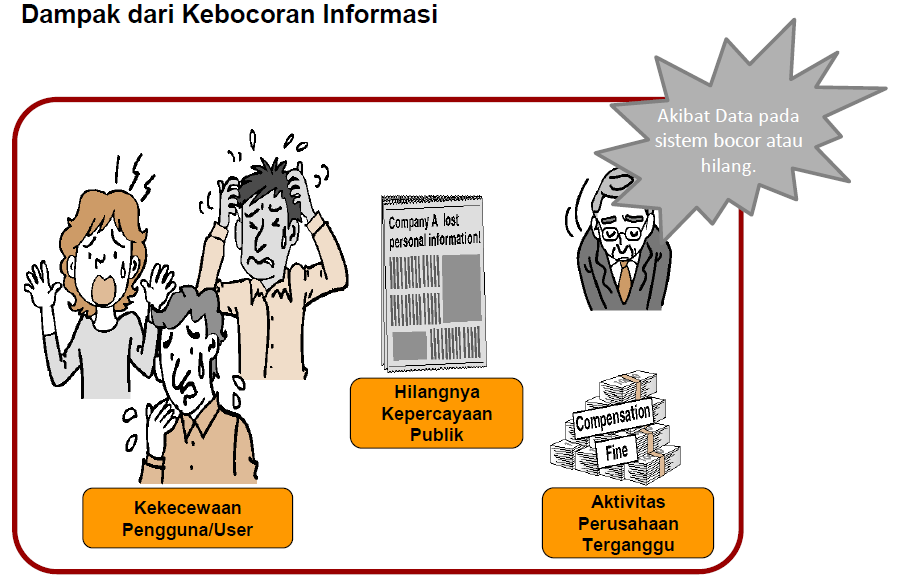 Dampak dari Kebocoran Informasi
Akibat Data pada
sistem bocor atau
hilang.
Company A lost
personal information!
Hilangnya
Kepercayaan
Publik
Compensation
Fine
Kekecewaan
Pengguna/User
Aktivitas
Perusahaan
Terganggu